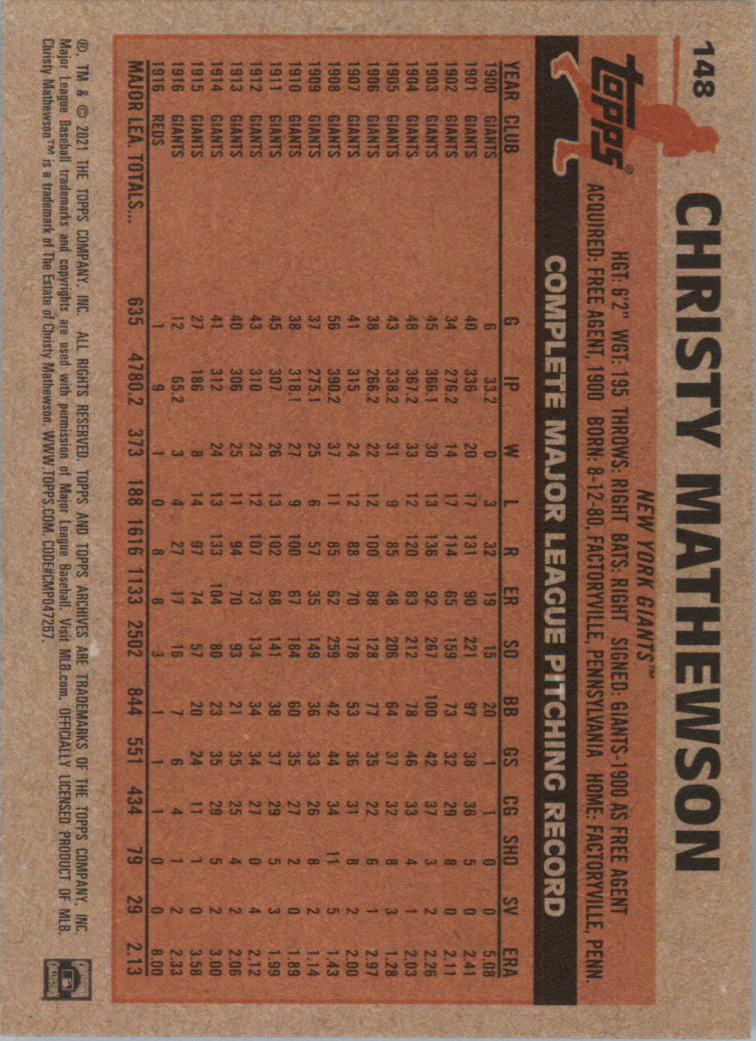 148
CHRISTY MATHEWSON
NEW YORK GIANTS™
topps®
HGT: 6'2" WGT: 195 THROWS: RIGHT BATS: RIGHT SIGNED: GIANTS-1900 AS FREE AGENT
ACQUIRED: FREE AGENT, 1900 BORN: 8-12-80, FACTORYVILLE, PENNSYLVANIA HOME: FACTORYVILLE, PENN.
COMPLETE MAJOR LEAGUE PITCHING RECORD
YEAR CLUB G IP W L R ER SO BB GS CG SHO SV ERA
1900 GIANTS 6 33.2 0 3 32 19 15 20 1 1 0 0 5.08
1901 GIANTS 40 336 20 17 131 90 221 97 38 36 5 0 2.41
1902 GIANTS 34 276.2 14 17 114 65 159 73 32 29 8 0 2.11
1903 GIANTS 45 366.1 30 13 136 92 267 100 42 37 3 2 2.26
1904 GIANTS 48 367.2 33 12 120 83 212 78 46 33 4 1 2.03
1905 GIANTS 43 338.2 31 9 85 48 206 64 37 32 8 3 1.28
1906 GIANTS 38 266.2 22 12 100 88 128 77 35 22 6 1 2.97
1907 GIANTS 41 315 24 12 88 70 178 53 36 31 8 2 2.00
1908 GIANTS 56 390.2 37 11 85 62 259 42 44 34 11 5 1.43
1909 GIANTS 37 275.1 25 6 57 35 149 36 33 26 8 2 1.14
1910 GIANTS 38 318.1 27 9 100 67 184 60 35 27 2 0 1.89
1911 GIANTS 45 307 26 13 102 68 141 38 37 29 5 3 1.99
1912 GIANTS 43 310 23 12 107 73 134 34 34 27 0 4 2.12
1913 GIANTS 40 306 25 11 94 70 93 21 35 25 4 2 2.06
1914 GIANTS 41 312 24 13 133 104 80 23 35 29 5 2 3.00
1915 GIANTS 27 186 8 14 97 74 57 20 24 11 1 0 3.58
1916 GIANTS 12 65.2 3 4 27 17 16 7 6 4 1 2 2.33
1916 REDS 1 9 1 0 8 8 3 1 1 1 0 0 8.00
MAJOR LEA. TOTALS... 635 4780.2 373 188 1616 1133 2502 844 551 434 79 29 2.13
®, TM & © 2021 THE TOPPS COMPANY, INC. ALL RIGHTS RESERVED. TOPPS AND TOPPS ARCHIVES ARE TRADEMARKS OF THE TOPPS COMPANY, INC.
Major League Baseball trademarks and copyrights are used with permission of Major League Baseball. Visit MLB.com. OFFICIALLY LICENSED PRODUCT OF MLB.
Christy Mathewson™ is a trademark of The Estate of Christy Mathewson. WWW.TOPPS.COM. CODE#CMP047267.